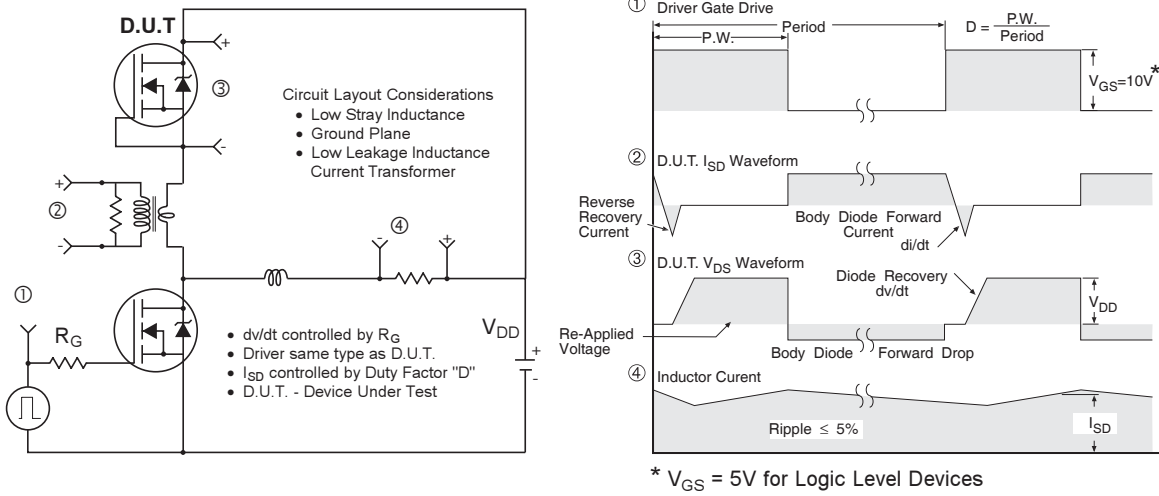 D.U.T
+
③
-
Circuit Layout Considerations
• Low Stray Inductance
• Ground Plane
• Low Leakage Inductance
Current Transformer
+
②
-
④
-
+
①
R_G
V_DD
+
-
• dv/dt controlled by R_G
• Driver same type as D.U.T.
• I_SD controlled by Duty Factor "D"
• D.U.T. - Device Under Test
① Driver Gate Drive
Period
P.W.
D = P.W. / Period
V_GS=10V *
② D.U.T. I_SD Waveform
Reverse
Recovery
Current
Body Diode Forward
Current
di/dt
③ D.U.T. V_DS Waveform
Diode Recovery
dv/dt
V_DD
Re-Applied
Voltage
Body Diode Forward Drop
④ Inductor Curent
Ripple ≤ 5%
I_SD
* V_GS = 5V for Logic Level Devices